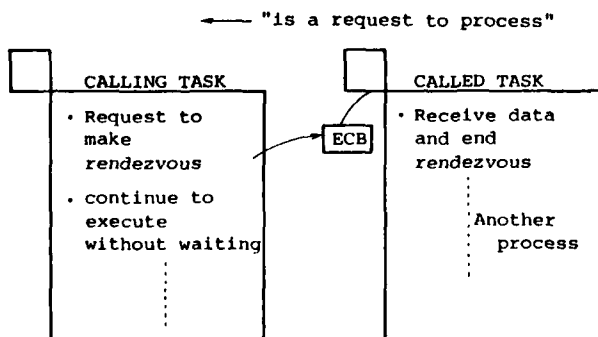 "is a request to process"
CALLING TASK
• Request to
make
rendezvous
• continue to
execute
without waiting
ECB
CALLED TASK
• Receive data
and end
rendezvous
Another
process